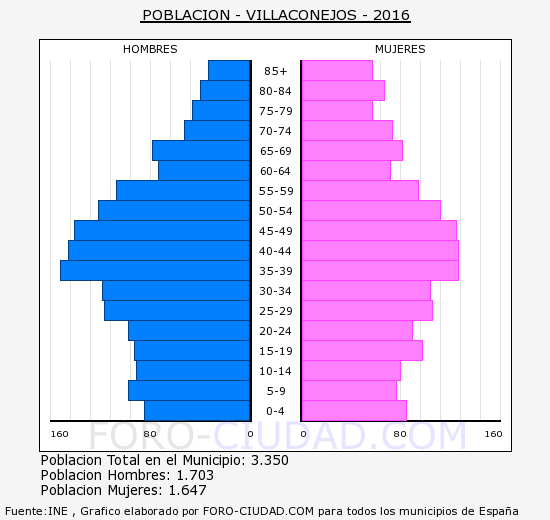 POBLACION - VILLACONEJOS - 2016
HOMBRES
MUJERES
85+
80-84
75-79
70-74
65-69
60-64
55-59
50-54
45-49
40-44
35-39
30-34
25-29
20-24
15-19
10-14
5-9
0-4
160 80 0 0 80 160
FORO-CIUDAD.COM
Poblacion Total en el Municipio: 3.350
Poblacion Hombres: 1.703
Poblacion Mujeres: 1.647
Fuente:INE , Grafico elaborado por FORO-CIUDAD.COM para todos los municipios de España